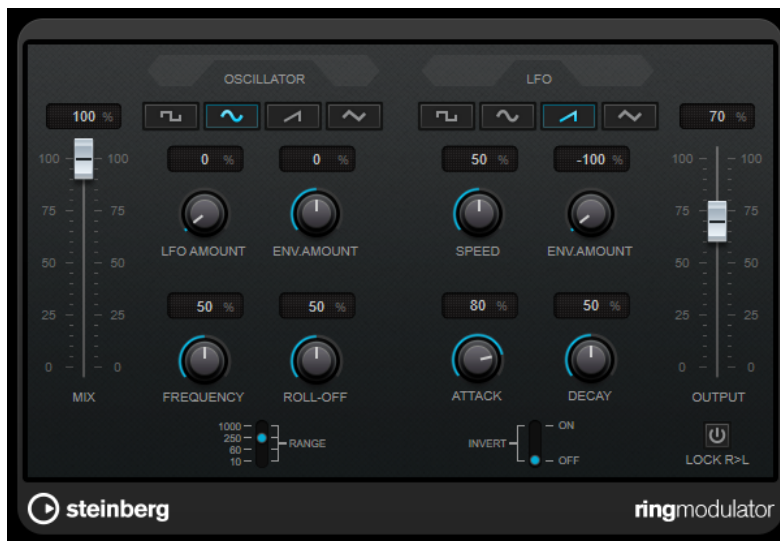 OSCILLATOR
LFO
100 %
70 %
0 %
0 %
50 %
-100 %
100 100
75 75
50 50
25 25
0 0
100 100
75 75
50 50
25 25
0 0
LFO AMOUNT
ENV.AMOUNT
SPEED
ENV.AMOUNT
50 %
50 %
80 %
50 %
MIX
FREQUENCY
ROLL-OFF
ATTACK
DECAY
OUTPUT
1000
250
60
10
RANGE
INVERT
ON
OFF
LOCK R>L
steinberg
ringmodulator